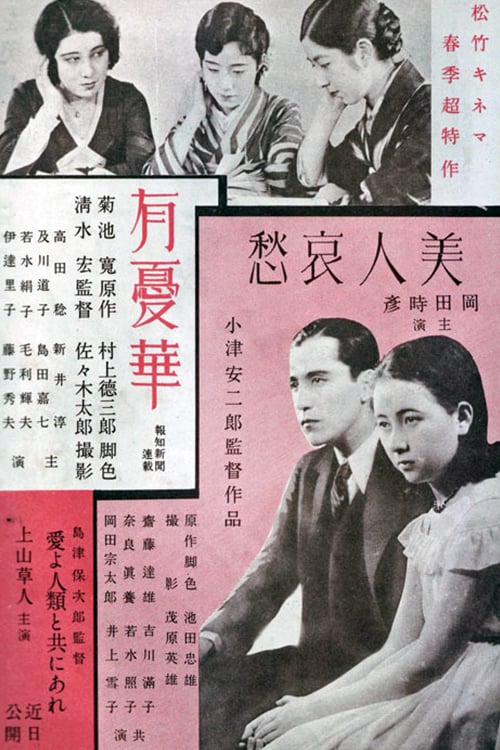 松竹キネマ
春季超特作
美人哀愁
岡田時彥
主演
小津安二郎監督作品
原作脚色 池田忠雄
撮影 茂原英雄
齋藤達雄 吉川滿子
奈良眞養 若水照子
岡田宗太郎 井上雪子
共演
有憂華
報知新聞
連載
菊池寛原作 村上德三郎脚色
清水宏監督 佐々木太郎撮影
高田稔 新井淳
及川道子 島田嘉七
若水絹子 毛利輝夫
伊達里子 藤野秀夫
主演
島津保次郎監督
愛よ人類と共にあれ
上山草人主演
近日
公開